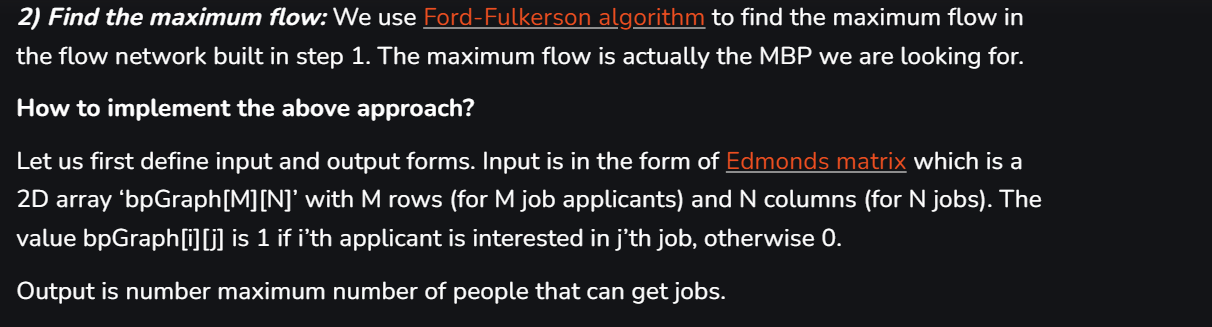 2) Find the maximum flow: We use Ford-Fulkerson algorithm to find the maximum flow in
the flow network built in step 1. The maximum flow is actually the MBP we are looking for.
How to implement the above approach?
Let us first define input and output forms. Input is in the form of Edmonds matrix which is a
2D array ‘bpGraph[M][N]’ with M rows (for M job applicants) and N columns (for N jobs). The
value bpGraph[i][j] is 1 if i’th applicant is interested in j’th job, otherwise 0.
Output is number maximum number of people that can get jobs.